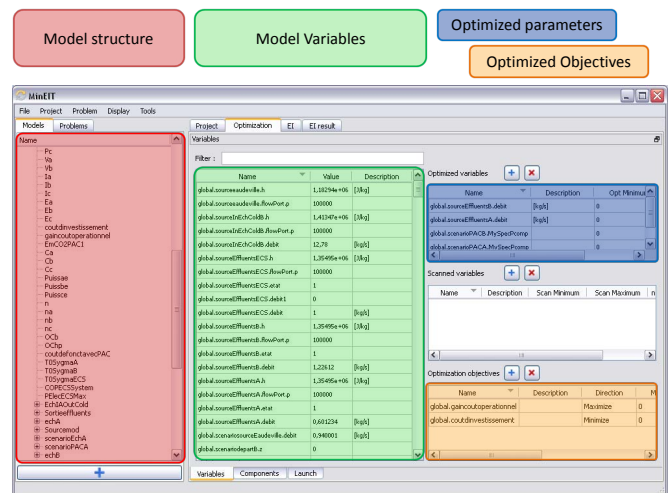 Model structure
Model Variables
Optimized parameters
Optimized Objectives
MinEIT
File Project Problem Display Tools
Models Problems
Name
Pc
Va
Vb
Ia
Ib
Ic
Ea
Eb
Ec
coutdinvestissement
gaincoutoperationnel
EmCO2PAC1
Ca
Cb
Cc
Puissae
Puissbe
Puissce
n
na
nb
nc
OCb
OChp
coutdefonctavecPAC
T0SygmaA
T0SygmaB
T0SygmaECS
COPECSSystem
PElecECSMax
EchIAOutCold
Sortieeffluents
echA
Sourcemod
scenarioEchA
scenarioPACA
echB
Project Optimization EI EI result
Variables
Filter :
Name Value Description
global.sourceeaudeville.h 1,18294e+06 [J/kg]
global.sourceeaudeville.flowPort.p 100000
global.sourceInEchColdB.h 1,41347e+06 [J/kg]
global.sourceInEchColdB.flowPort.p 100000
global.sourceInEchColdB.debit 12,78 [kg/s]
global.sourceEffluentsECS.h 1,35495e+06 [J/kg]
global.sourceEffluentsECS.flowPort.p 100000
global.sourceEffluentsECS.etat 1
global.sourceEffluentsECS.debit1 0
global.sourceEffluentsECS.debit 1 [kg/s]
global.sourceEffluentsB.h 1,35495e+06 [J/kg]
global.sourceEffluentsB.flowPort.p 100000
global.sourceEffluentsB.etat 1
global.sourceEffluentsB.debit 1,22612 [kg/s]
global.sourceEffluentsA.h 1,35495e+06 [J/kg]
global.sourceEffluentsA.flowPort.p 100000
global.sourceEffluentsA.etat 1
global.sourceEffluentsA.debit 0,601234 [kg/s]
global.scenariosourceEaudeville.debit 0,940001 [kg/s]
global.scenariodepartB.z 0
Variables Components Launch
Optimized variables
Name Description Opt Minimu
global.sourceEffluentsB.debit [kg/s] 0
global.sourceEffluentsA.debit [kg/s] 0
global.scenarioPACB.MySpecPcomp 0
global.scenarioPACA.MySpecPcomp 0
Scanned variables
Name Description Scan Minimum Scan Maximum n
Optimization objectives
Name Description Direction M
global.gaincoutoperationnel Maximize 0
global.coutdinvestissement Minimize 0